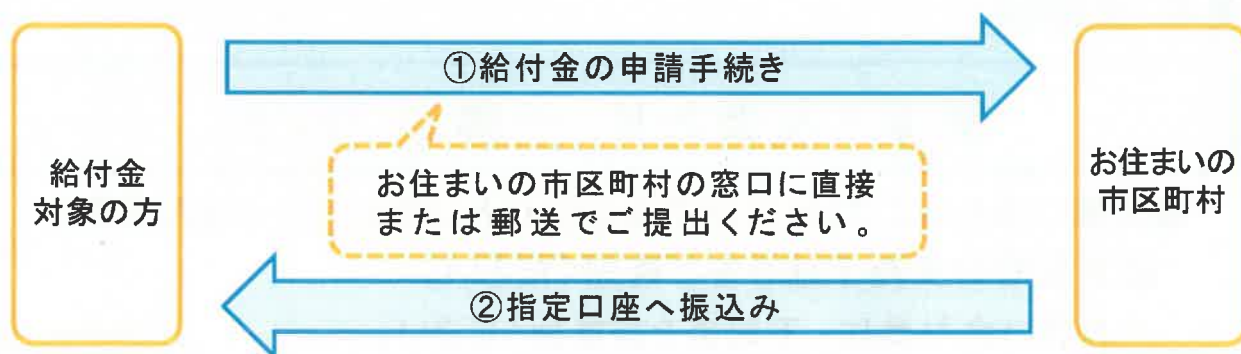 ①給付金の申請手続き
給付金
対象の方
お住まいの市区町村の窓口に直接
または郵送でご提出ください。
お住まいの
市区町村
②指定口座へ振込み